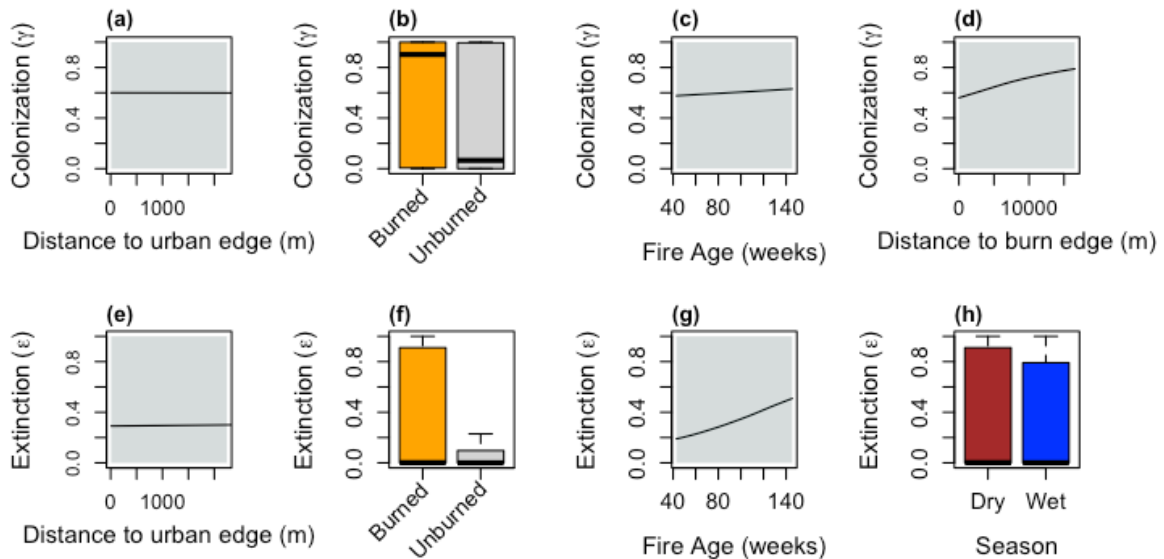 (a) (b) (c) (d)
Colonization (γ) Colonization (γ) Colonization (γ) Colonization (γ)
0.8 0.8 0.8 0.8
0.4 0.4 0.4 0.4
0.0 0.0 0.0 0.0
0 1000 Burned Unburned 40 80 140 0 10000
Distance to urban edge (m) Fire Age (weeks) Distance to burn edge (m)
(e) (f) (g) (h)
Extinction (ε) Extinction (ε) Extinction (ε) Extinction (ε)
0.8 0.8 0.8 0.8
0.4 0.4 0.4 0.4
0.0 0.0 0.0 0.0
0 1000 Burned Unburned 40 80 140 Dry Wet
Distance to urban edge (m) Fire Age (weeks) Season